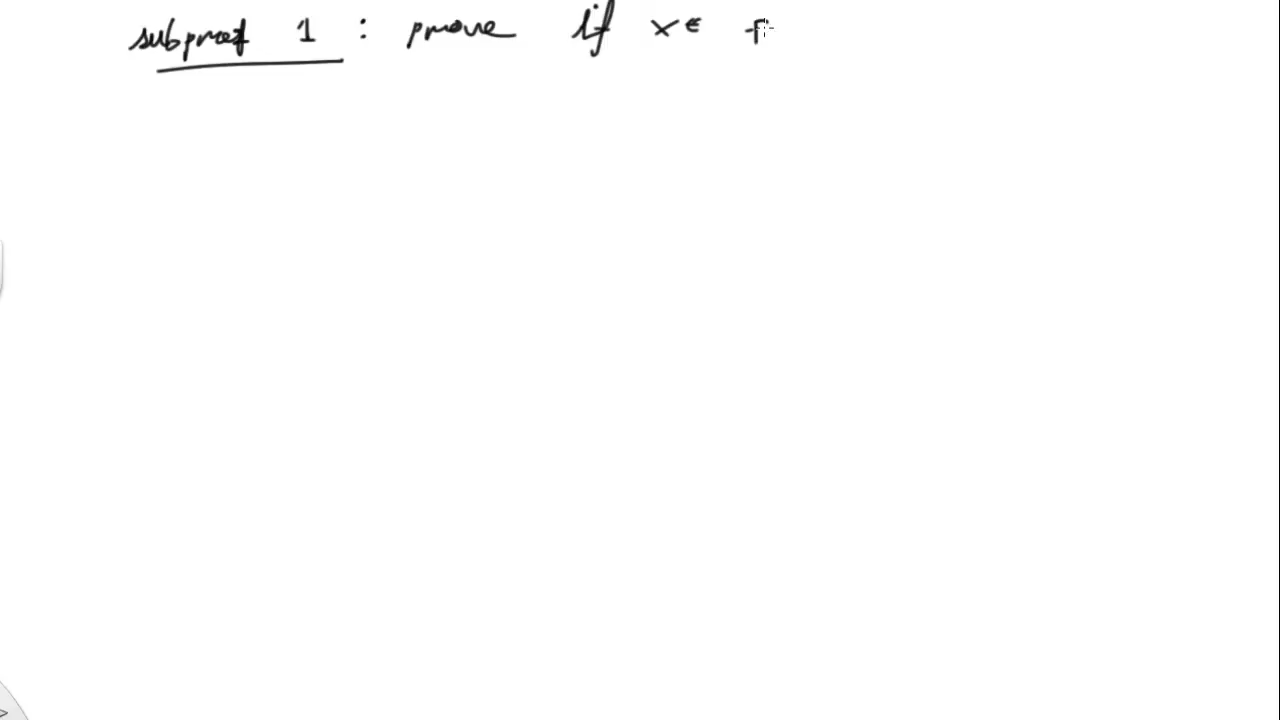 subproof 1 : prove if x ∈